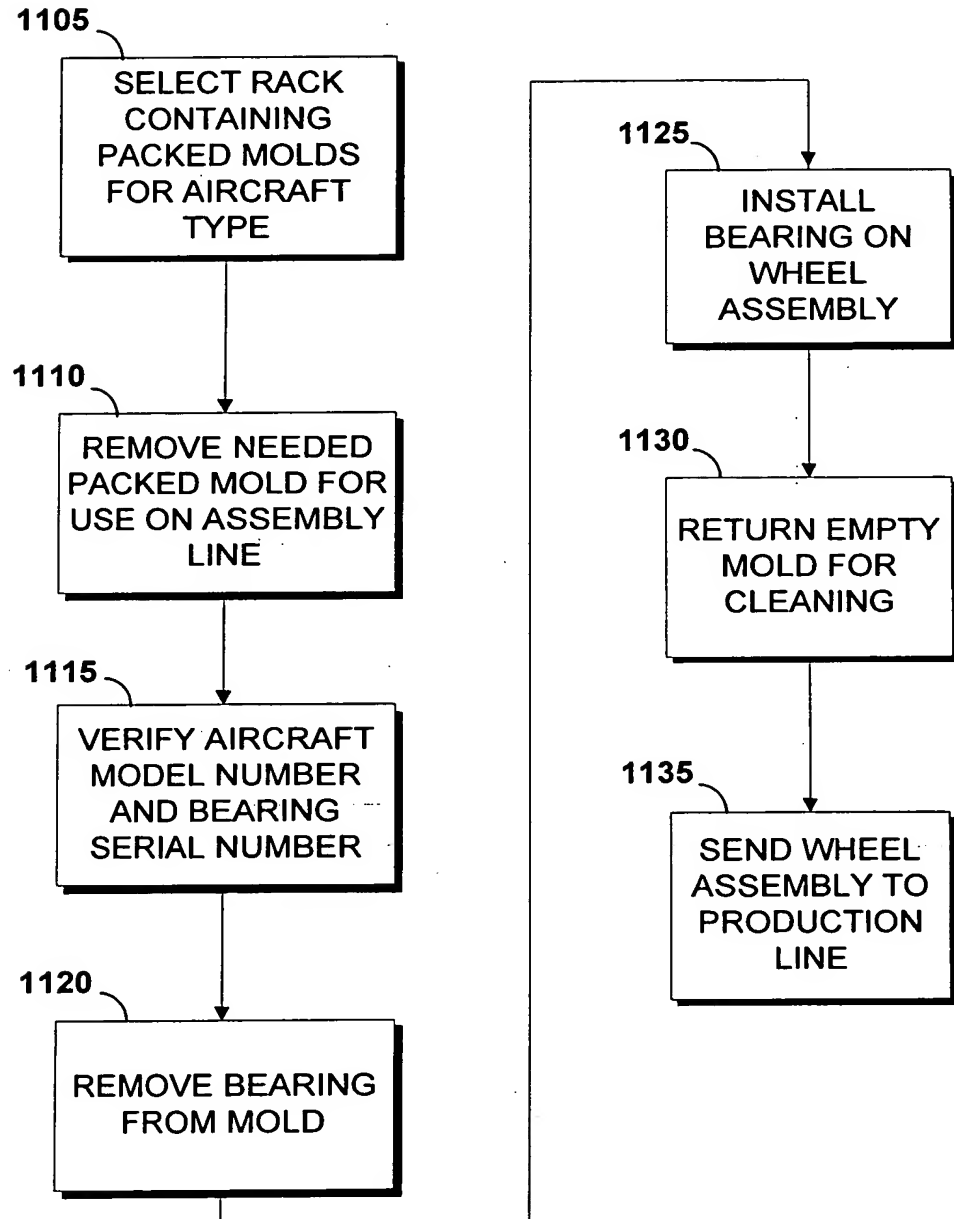 1105
SELECT RACK
CONTAINING
PACKED MOLDS
FOR AIRCRAFT
TYPE
1110
REMOVE NEEDED
PACKED MOLD FOR
USE ON ASSEMBLY
LINE
1115
VERIFY AIRCRAFT
MODEL NUMBER
AND BEARING
SERIAL NUMBER
1120
REMOVE BEARING
FROM MOLD
1125
INSTALL
BEARING ON
WHEEL
ASSEMBLY
1130
RETURN EMPTY
MOLD FOR
CLEANING
1135
SEND WHEEL
ASSEMBLY TO
PRODUCTION
LINE